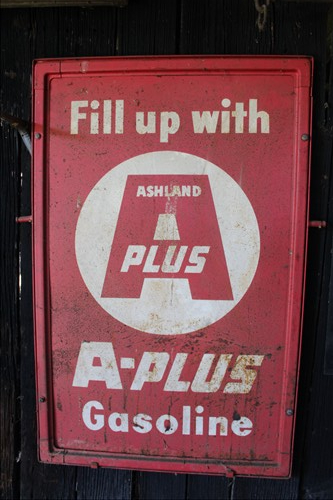 Fill up with
ASHLAND
A
PLUS
A-PLUS
Gasoline